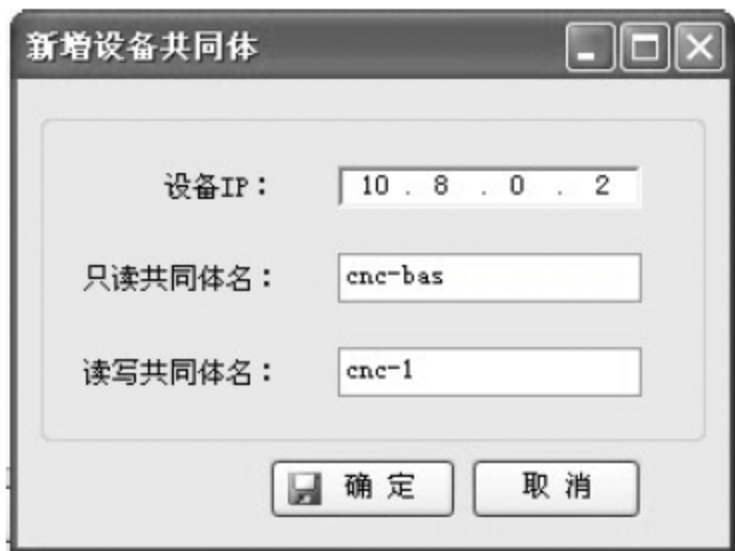 新增设备共同体
设备IP： 10 . 8 . 0 . 2
只读共同体名： cnc-bas
读写共同体名： cnc-1
确 定 取 消